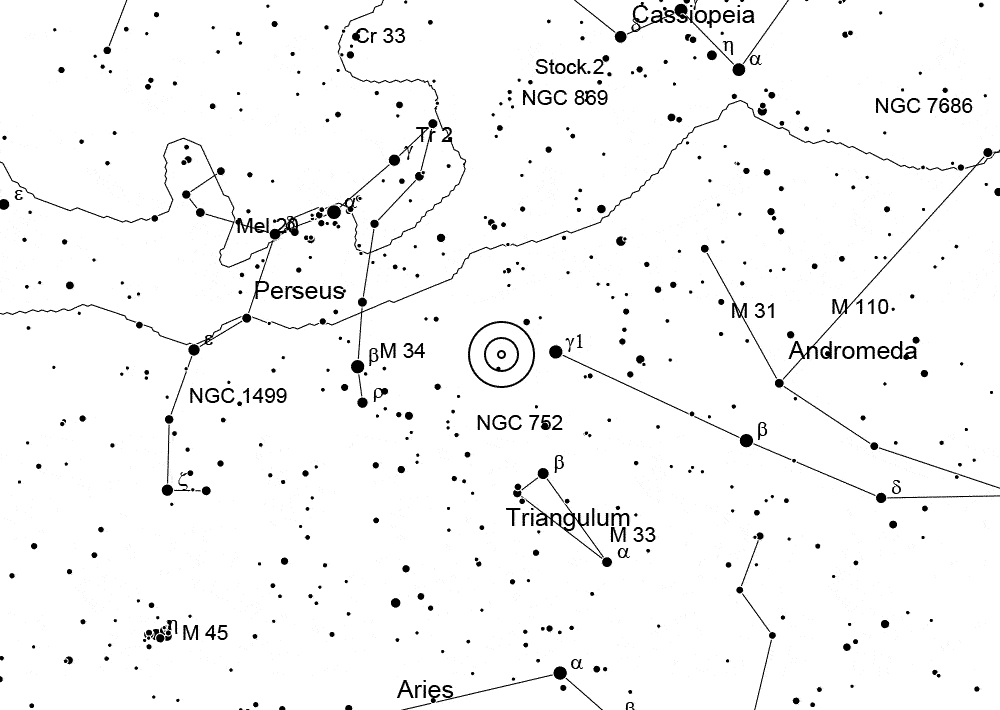 Cassiopeia
δ
Cr 33
η
α
Stock 2
NGC 869
NGC 7686
Tr 2
γ
ε
α
Mel 20
δ
Perseus
M 31
M 110
γ1
ε
β
M 34
Andromeda
ρ
NGC 1499
NGC 752
β
β
ζ
δ
Triangulum
M 33
α
η
M 45
α
Aries
β